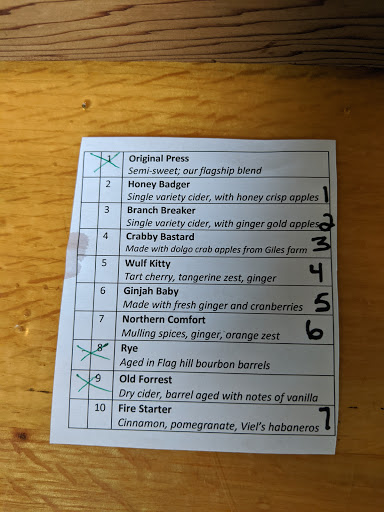 1 Original Press
Semi-sweet; our flagship blend
2 Honey Badger
Single variety cider, with honey crisp apples 1
3 Branch Breaker
Single variety cider, with ginger gold apples 2
4 Crabby Bastard
Made with dolgo crab apples from Giles farm 3
5 Wulf Kitty
Tart cherry, tangerine zest, ginger 4
6 Ginjah Baby
Made with fresh ginger and cranberries 5
7 Northern Comfort
Mulling spices, ginger, orange zest 6
8 Rye
Aged in Flag hill bourbon barrels
9 Old Forrest
Dry cider, barrel aged with notes of vanilla
10 Fire Starter
Cinnamon, pomegranate, Viel's habaneros 7